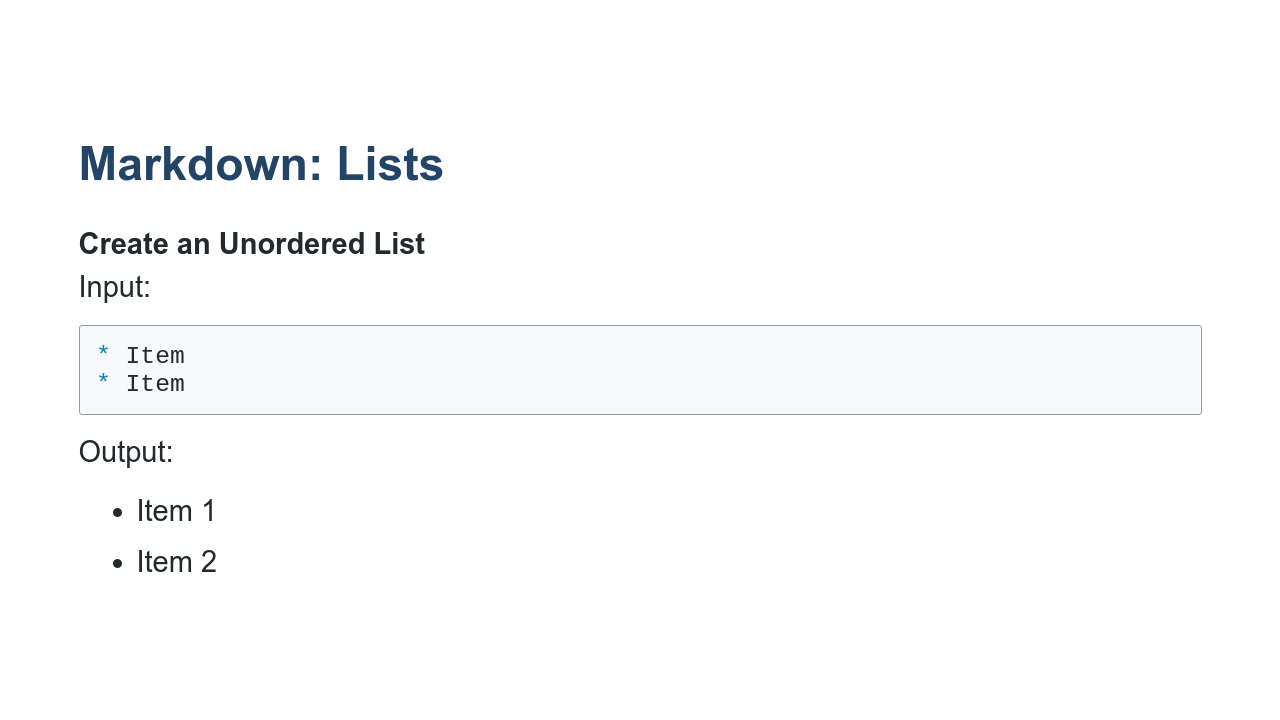 Markdown: Lists
Create an Unordered List
Input:
* Item
* Item
Output:
• Item 1
• Item 2